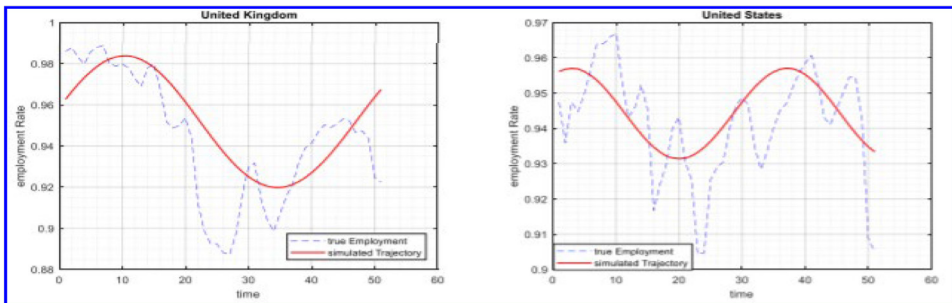 United Kingdom
1
0.98
0.96
0.94
0.92
0.9
0.88
employment Rate
0
10
20
30
40
50
60
time
true Employment
simulated Trajectory
United States
0.97
0.96
0.95
0.94
0.93
0.92
0.91
0.9
employment Rate
0
10
20
30
40
50
60
time
true Employment
simulated Trajectory